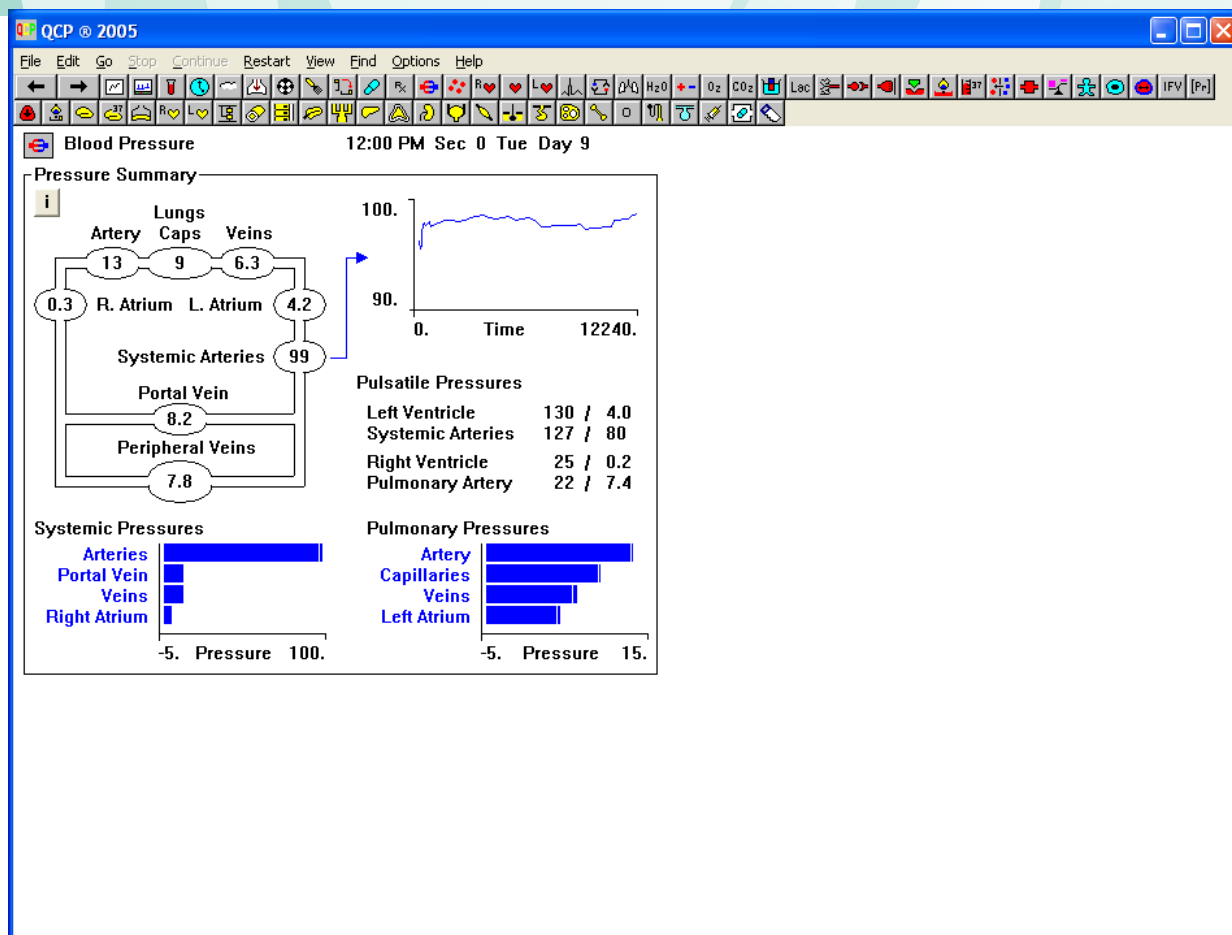 QCP ® 2005
File Edit Go Stop Continue Restart View Find Options Help
H2O +- O2 CO2 Lac 37 IFV [Pr]
37
Blood Pressure 12:00 PM Sec 0 Tue Day 9
Pressure Summary
i
Lungs
Artery Caps Veins
13 9 6.3
0.3 R. Atrium L. Atrium 4.2
Systemic Arteries 99
Portal Vein
8.2
Peripheral Veins
7.8
100.
90.
0. Time 12240.
Pulsatile Pressures
Left Ventricle 130 / 4.0
Systemic Arteries 127 / 80
Right Ventricle 25 / 0.2
Pulmonary Artery 22 / 7.4
Systemic Pressures
Arteries
Portal Vein
Veins
Right Atrium
-5. Pressure 100.
Pulmonary Pressures
Artery
Capillaries
Veins
Left Atrium
-5. Pressure 15.